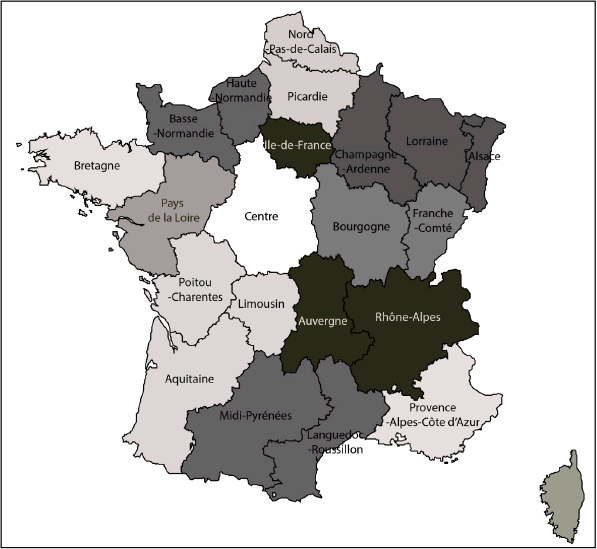 Nord
-Pas-de-Calais
Haute
-Normandie
Picardie
Basse
-Normandie
Ile-de-France
Champagne
-Ardenne
Lorraine
Alsace
Bretagne
Pays
de la Loire
Centre
Bourgogne
Franche
-Comté
Poitou
-Charentes
Limousin
Auvergne
Rhône-Alpes
Aquitaine
Midi-Pyrénées
Languedoc
-Roussillon
Provence
-Alpes-Côte d'Azur